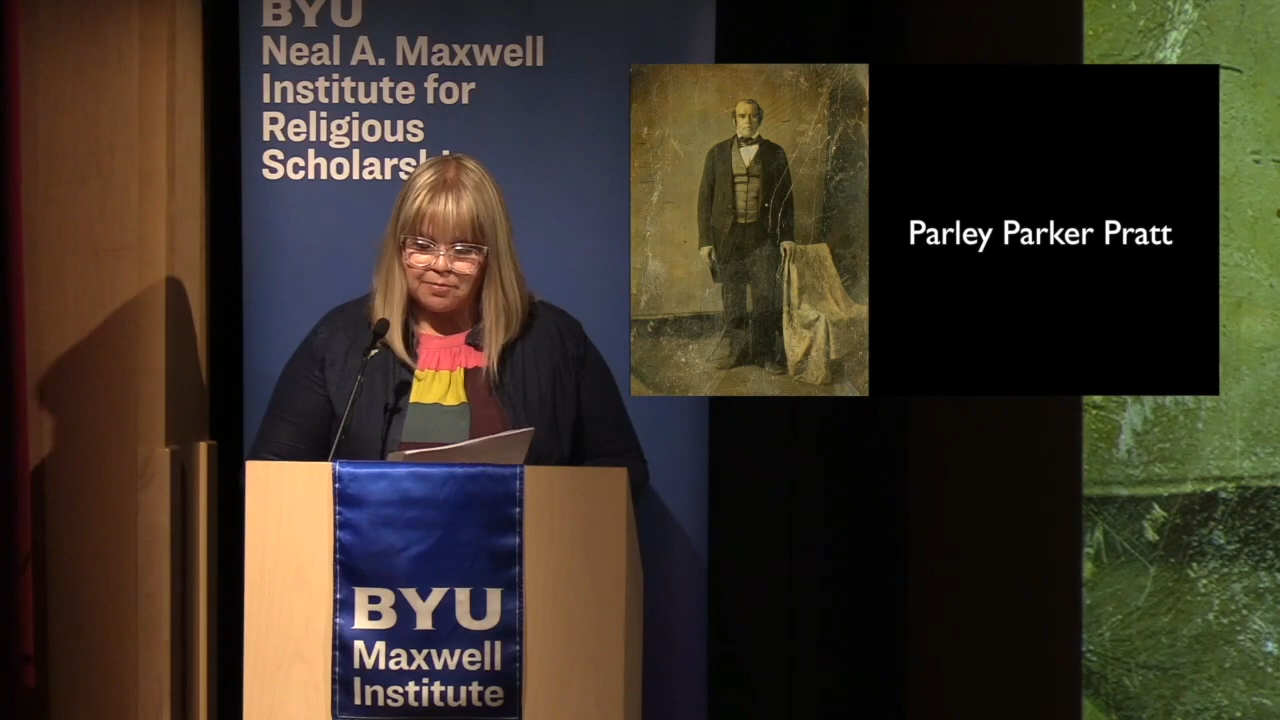 BYU
Neal A. Maxwell
Institute for
Religious
Parley Parker Pratt
BYU
Maxwell
Institute